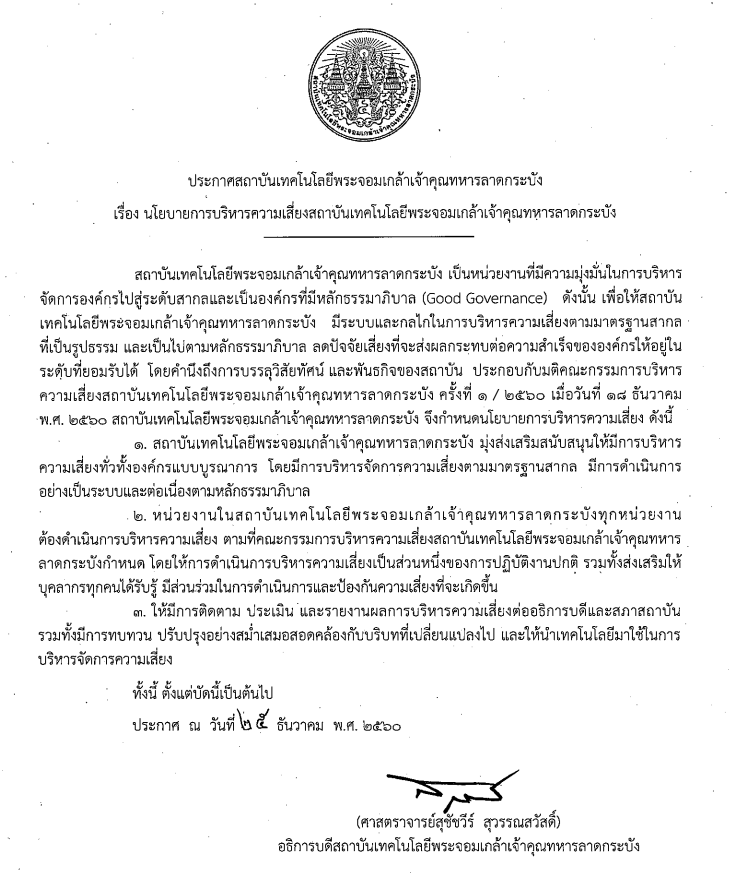 สถาบันเทคโนโลยีพระจอมเกล้าเจ้าคุณทหารลาดกระบัง
ประกาศสถาบันเทคโนโลยีพระจอมเกล้าเจ้าคุณทหารลาดกระบัง
เรื่อง นโยบายการบริหารความเสี่ยงสถาบันเทคโนโลยีพระจอมเกล้าเจ้าคุณทหารลาดกระบัง
สถาบันเทคโนโลยีพระจอมเกล้าเจ้าคุณทหารลาดกระบัง เป็นหน่วยงานที่มีความมุ่งมั่นในการบริหาร
จัดการองค์กรไปสู่ระดับสากลและเป็นองค์กรที่มีหลักธรรมาภิบาล (Good Governance) ดังนั้น เพื่อให้สถาบัน
เทคโนโลยีพระจอมเกล้าเจ้าคุณทหารลาดกระบัง มีระบบและกลไกในการบริหารความเสี่ยงตามมาตรฐานสากล
ที่เป็นรูปธรรม และเป็นไปตามหลักธรรมาภิบาล ลดปัจจัยเสี่ยงที่จะส่งผลกระทบต่อความสำเร็จขององค์กรให้อยู่ใน
ระดับที่ยอมรับได้ โดยคำนึงถึงการบรรลุวิสัยทัศน์ และพันธกิจของสถาบัน ประกอบกับมติคณะกรรมการบริหาร
ความเสี่ยงสถาบันเทคโนโลยีพระจอมเกล้าเจ้าคุณทหารลาดกระบัง ครั้งที่ ๑ / ๒๕๖๐ เมื่อวันที่ ๑๘ ธันวาคม
พ.ศ. ๒๕๖๐ สถาบันเทคโนโลยีพระจอมเกล้าเจ้าคุณทหารลาดกระบัง จึงกำหนดนโยบายการบริหารความเสี่ยง ดังนี้
๑. สถาบันเทคโนโลยีพระจอมเกล้าเจ้าคุณทหารลาดกระบัง มุ่งส่งเสริมสนับสนุนให้มีการบริหาร
ความเสี่ยงทั่วทั้งองค์กรแบบบูรณาการ โดยมีการบริหารจัดการความเสี่ยงตามมาตรฐานสากล มีการดำเนินการ
อย่างเป็นระบบและต่อเนื่องตามหลักธรรมาภิบาล
๒. หน่วยงานในสถาบันเทคโนโลยีพระจอมเกล้าเจ้าคุณทหารลาดกระบังทุกหน่วยงาน
ต้องดำเนินการบริหารความเสี่ยง ตามที่คณะกรรมการบริหารความเสี่ยงสถาบันเทคโนโลยีพระจอมเกล้าเจ้าคุณทหาร
ลาดกระบังกำหนด โดยให้การดำเนินการบริหารความเสี่ยงเป็นส่วนหนึ่งของการปฏิบัติงานปกติ รวมทั้งส่งเสริมให้
บุคลากรทุกคนได้รับรู้ มีส่วนร่วมในการดำเนินการและป้องกันความเสี่ยงที่จะเกิดขึ้น
๓. ให้มีการติดตาม ประเมิน และรายงานผลการบริหารความเสี่ยงต่ออธิการบดีและสภาสถาบัน
รวมทั้งมีการทบทวน ปรับปรุงอย่างสม่ำเสมอสอดคล้องกับบริบทที่เปลี่ยนแปลงไป และให้นำเทคโนโลยีมาใช้ในการ
บริหารจัดการความเสี่ยง
ทั้งนี้ ตั้งแต่บัดนี้เป็นต้นไป
ประกาศ ณ วันที่ ๒๕ ธันวาคม พ.ศ. ๒๕๖๐
(ศาสตราจารย์สุชัชวีร์ สุวรรณสวัสดิ์)
อธิการบดีสถาบันเทคโนโลยีพระจอมเกล้าเจ้าคุณทหารลาดกระบัง